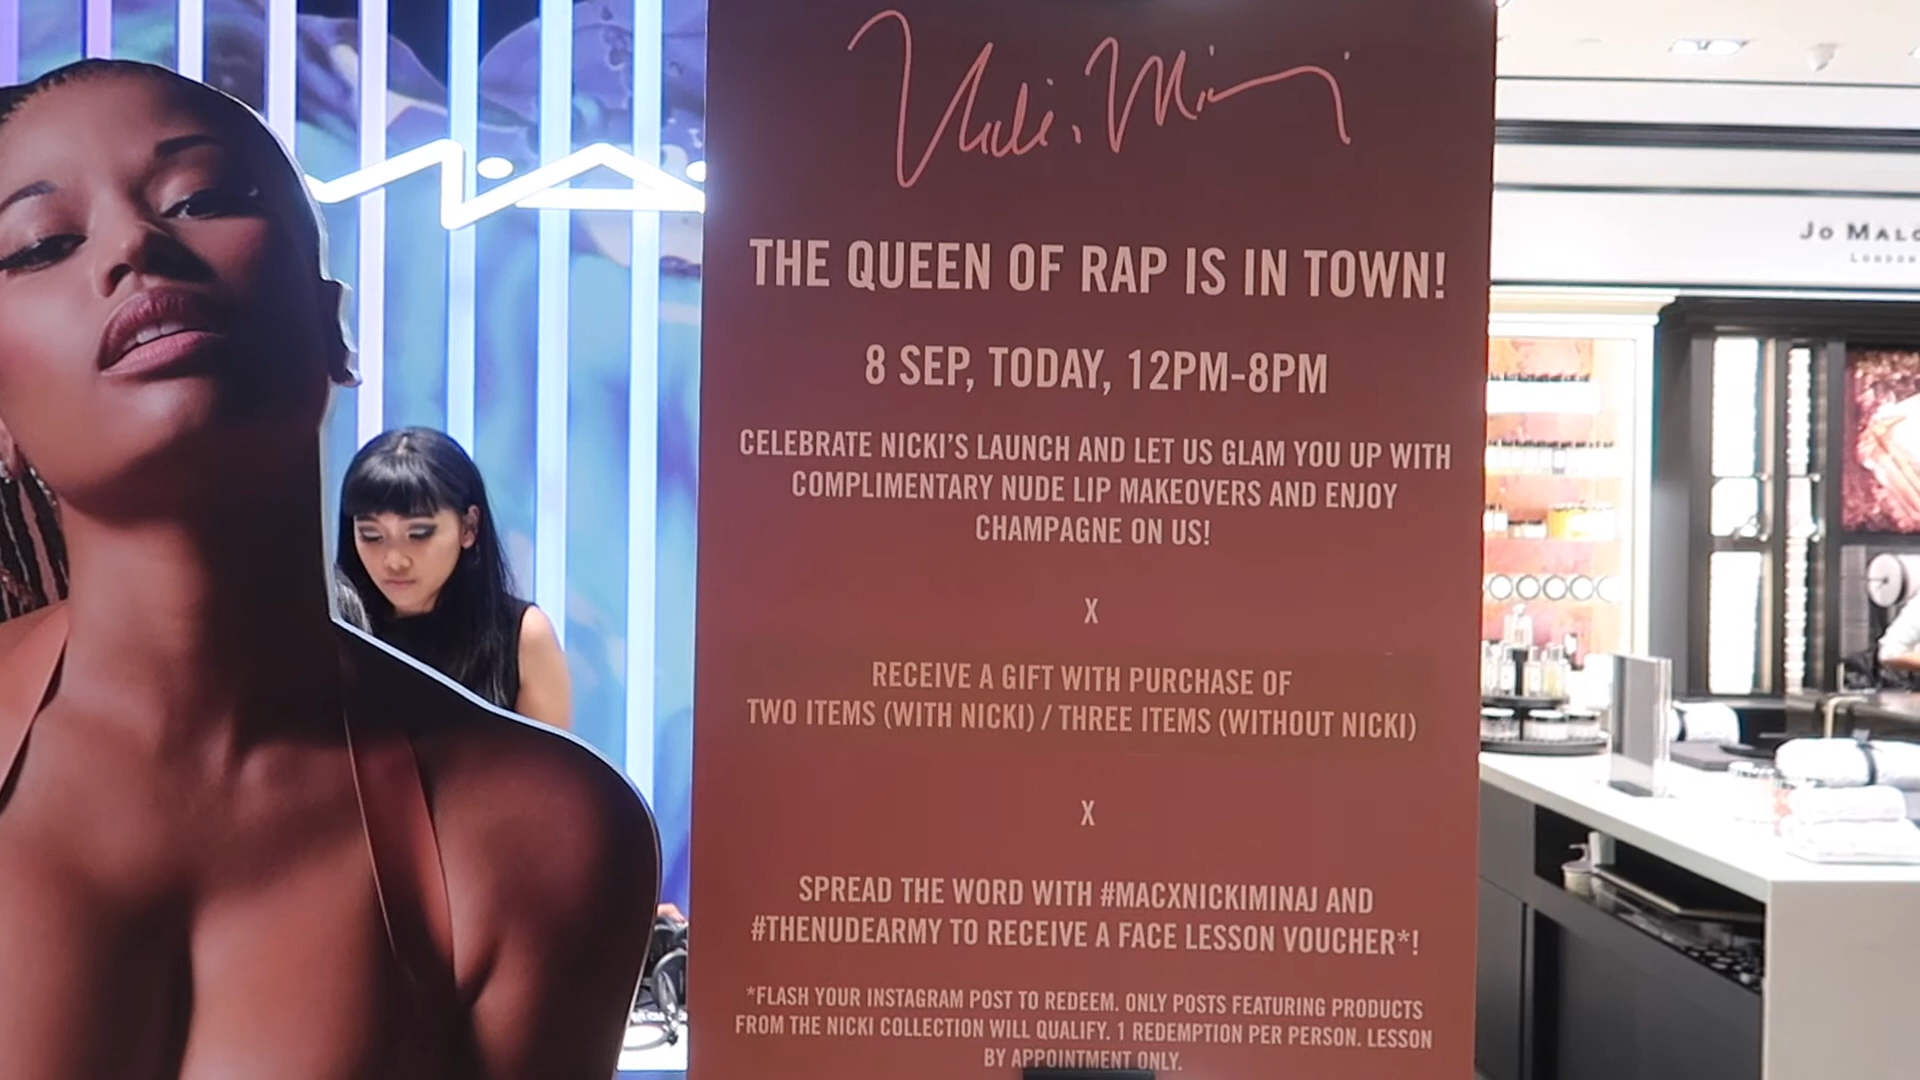 Nicki Minaj
MAC
THE QUEEN OF RAP IS IN TOWN!
8 SEP, TODAY, 12PM-8PM
CELEBRATE NICKI'S LAUNCH AND LET US GLAM YOU UP WITH
COMPLIMENTARY NUDE LIP MAKEOVERS AND ENJOY
CHAMPAGNE ON US!
X
RECEIVE A GIFT WITH PURCHASE OF
TWO ITEMS (WITH NICKI) / THREE ITEMS (WITHOUT NICKI)
X
SPREAD THE WORD WITH #MACXNICKIMINAJ AND
#THENUDEARMY TO RECEIVE A FACE LESSON VOUCHER*!
*FLASH YOUR INSTAGRAM POST TO REDEEM. ONLY POSTS FEATURING PRODUCTS
FROM THE NICKI COLLECTION WILL QUALIFY. 1 REDEMPTION PER PERSON. LESSON
BY APPOINTMENT ONLY.
JO MALO
LONDON